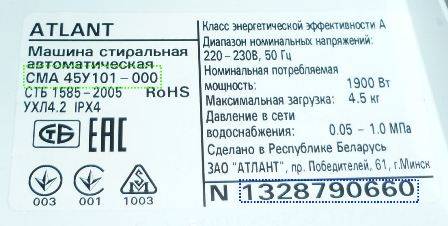 ATLANT
Машина стиральная
автоматическая
СМА 45У101-000
СТБ 1585-2005 RoHS
УХЛ4.2 IPX4
СТБ EAC
003 001 1003
Класс энергетической эффективности А
Диапазон номинальных напряжений:
220-230В, 50 Гц
Номинальная потребляемая
мощность: 1900 Вт
Максимальная загрузка: 4.5 кг
Давление в сети
водоснабжения: 0.05-1.0 МПа
Сделано в Республике Беларусь
ЗАО "АТЛАНТ", пр. Победителей, 61, г.Минск
N 1328790660